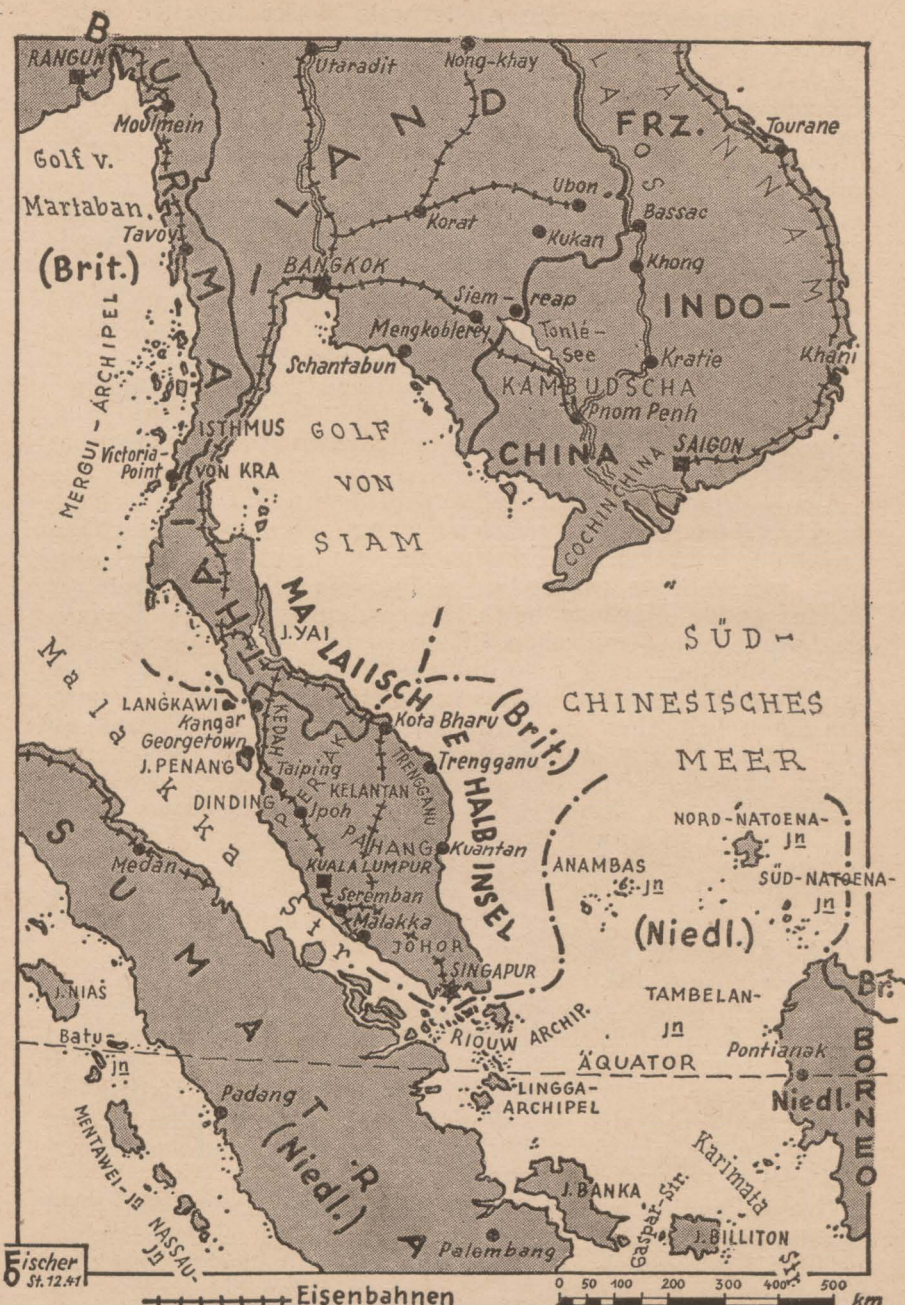 BURMA
RANGUN
Moulmein
Golf v.
Martaban
Tavoy
(Brit.)
MERGUI-ARCHIPEL
Victoria-
Point
ISTHMUS
VON KRA
THAILAND
Utaradit
Nong-khay
Korat
Ubon
Kukan
BANGKOK
Siem-reap
Mengkoblerey
Schantabun
Tonlé-
See
LAOS
FRZ.
INDO-
CHINA
ANNAM
Tourane
Bassac
Khong
Kratie
Khani
KAMBUDSCHA
Pnom Penh
SAIGON
COCHINCHINA
GOLF
VON
SIAM
J.YAI
MALAIISCHE HALBINSEL
(Brit.)
SÜD-
CHINESISCHES
MEER
LANGKAWI
Kangar
Georgetown
J. PENANG
KEDAH
Kota Bharu
Trengganu
TRENGGANU
PERAK
KELANTAN
Taiping
DINDING
Ipoh
PAHANG
Kuantan
KUALA LUMPUR
Seremban
Malakka
JOHOR
SINGAPUR
Malakka Str.
NORD-NATOENA-
Jn
ANAMBAS
Jn
SÜD-NATOENA-
Jn
(Niedl.)
Medan
SUMATRA
(Niedl.)
J.NIAS
Batu-
Jn
Padang
MENTAWEI-Jn
NASSAU-
Jn
RIOUW ARCHIP.
TAMBELAN-
Jn
ÄQUATOR
LINGGA-
ARCHIPEL
Br.
BORNEO
Pontianak
Niedl.
J.BANKA
Gaspar-Str.
Karimata
Str.
J.BILLITON
Palembang
Fischer
St.12.41
Eisenbahnen
0 50 100 200 300 400 500
km